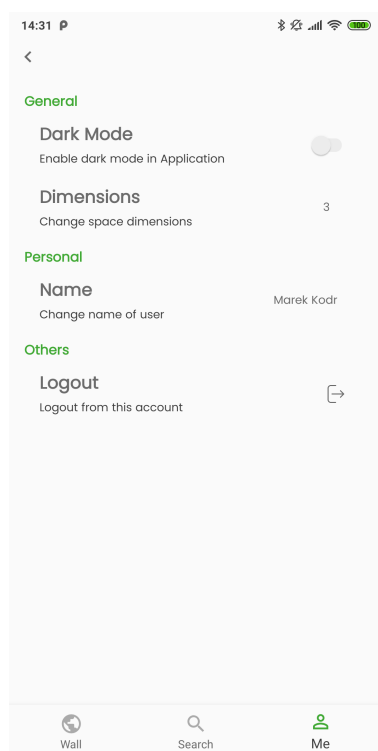 14:31 100
General
Dark Mode
Enable dark mode in Application
Dimensions
Change space dimensions 3
Personal
Name
Change name of user Marek Kodr
Others
Logout
Logout from this account
Wall Search Me